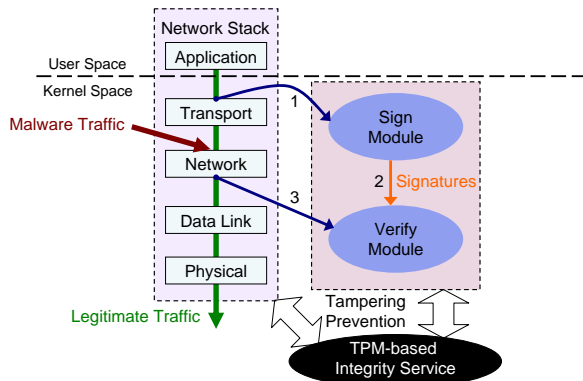 Network Stack
Application
User Space
Kernel Space
1
Transport
Sign
Module
Malware Traffic
Network
2
Signatures
3
Data Link
Verify
Module
Physical
Legitimate Traffic
Tampering
Prevention
TPM-based
Integrity Service